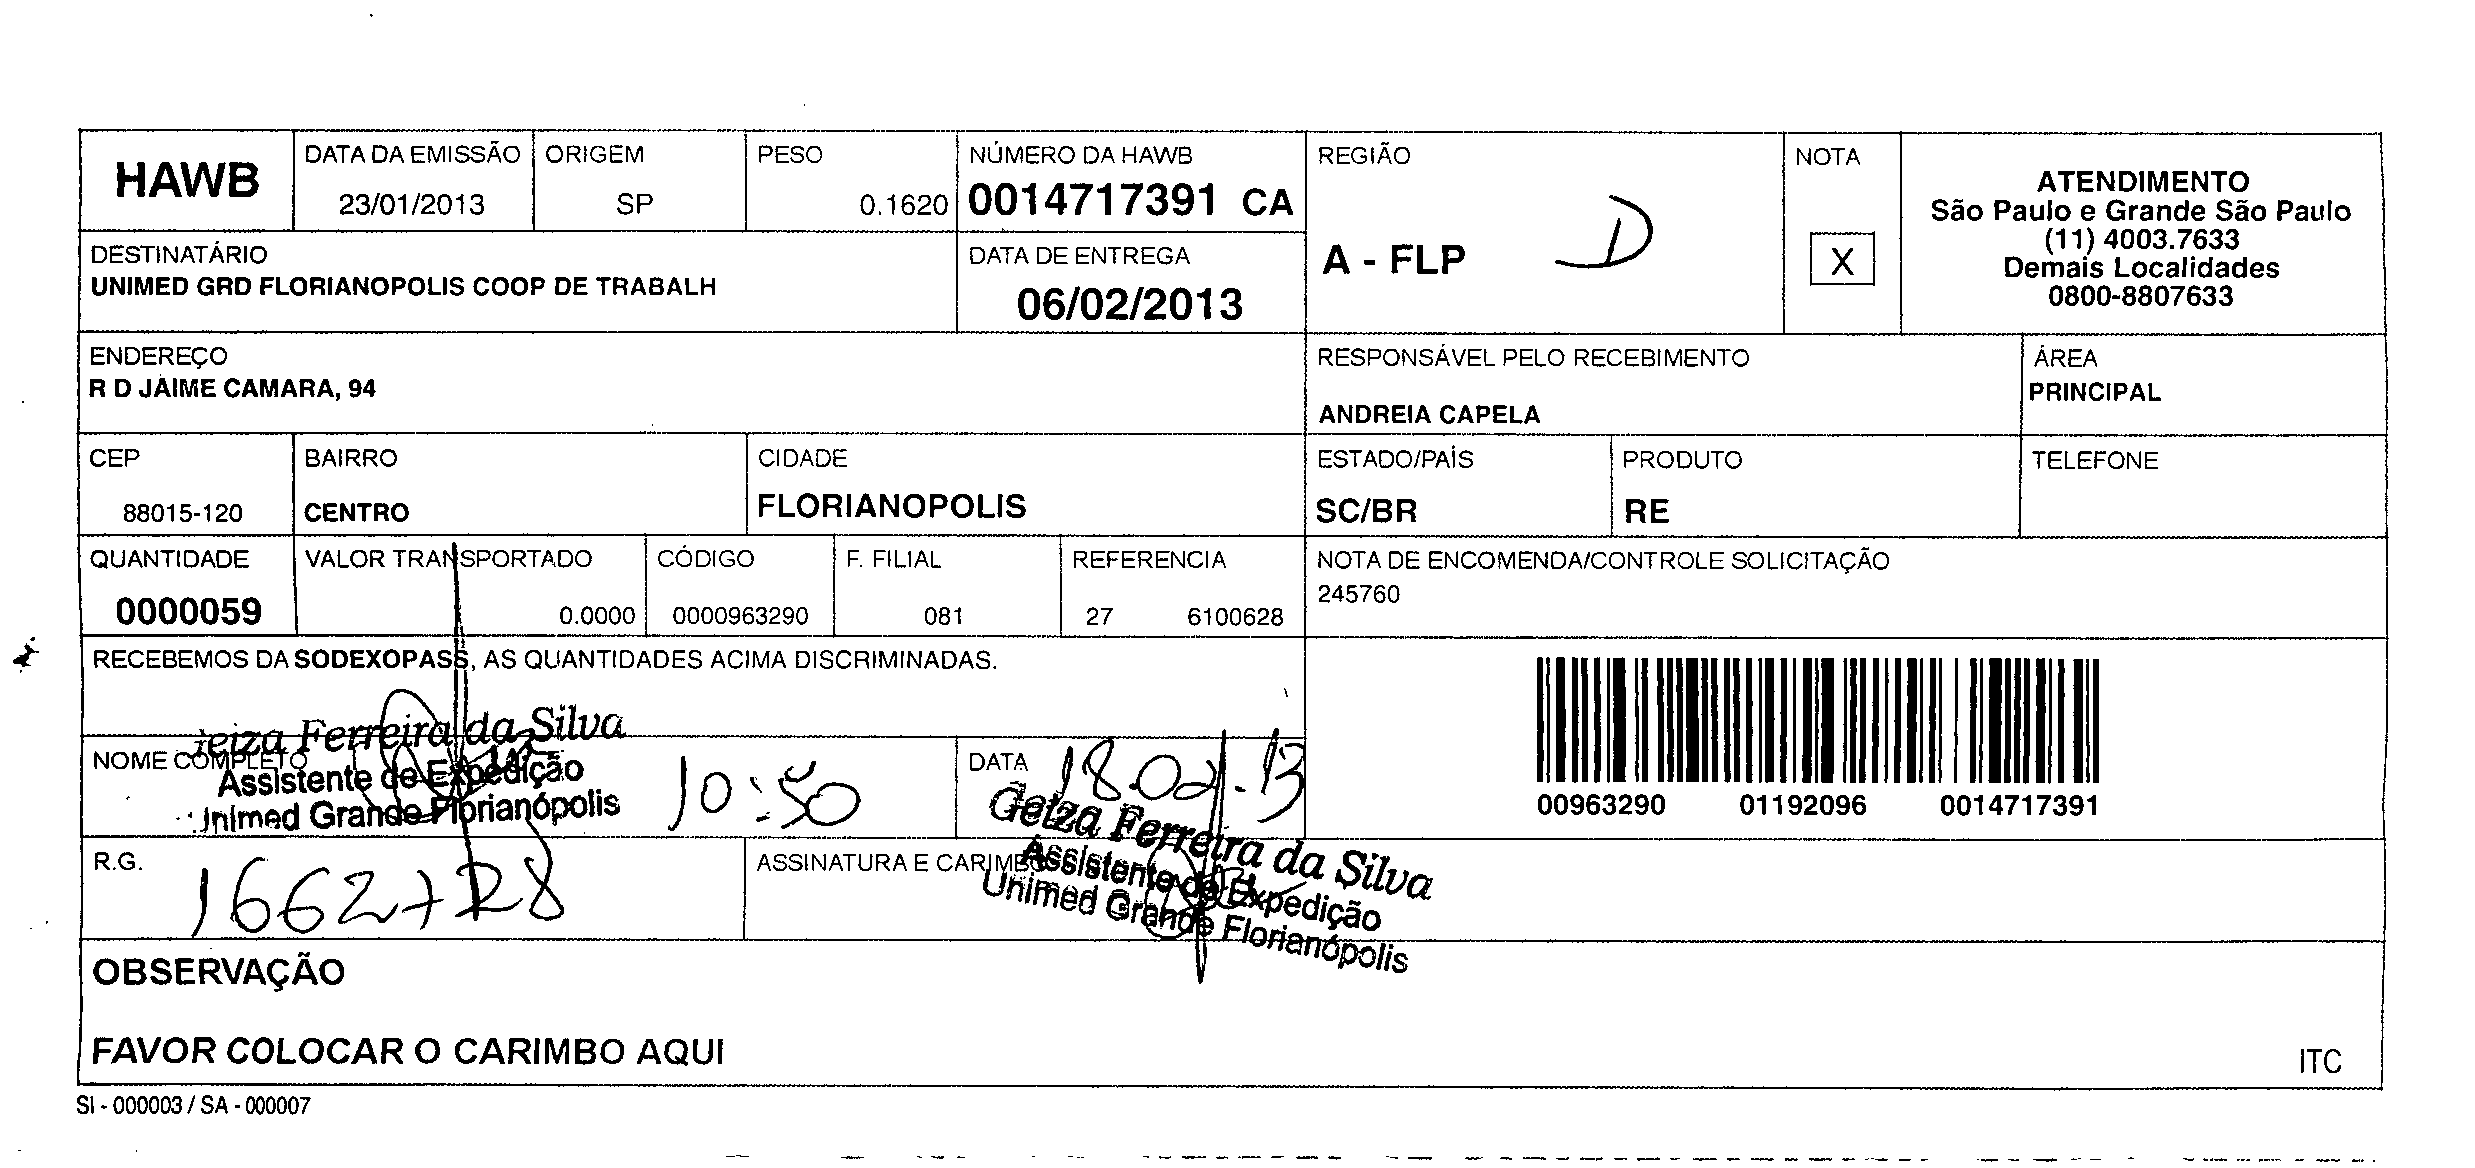 HAWB
DATA DA EMISSÃO
23/01/2013
ORIGEM
SP
PESO
0.1620
NÚMERO DA HAWB
0014717391 CA
REGIÃO
A - FLP
D
NOTA
X
ATENDIMENTO
São Paulo e Grande São Paulo
(11) 4003.7633
Demais Localidades
0800-8807633
DESTINATÁRIO
UNIMED GRD FLORIANOPOLIS COOP DE TRABALH
DATA DE ENTREGA
06/02/2013
ENDEREÇO
R D JAIME CAMARA, 94
RESPONSÁVEL PELO RECEBIMENTO
ANDREIA CAPELA
ÁREA
PRINCIPAL
CEP
88015-120
BAIRRO
CENTRO
CIDADE
FLORIANOPOLIS
ESTADO/PAÍS
SC/BR
PRODUTO
RE
TELEFONE
QUANTIDADE
0000059
VALOR TRANSPORTADO
0.0000
CÓDIGO
0000963290
F. FILIAL
081
REFERENCIA
27 6100628
NOTA DE ENCOMENDA/CONTROLE SOLICITAÇÃO
245760
RECEBEMOS DA SODEXOPASS, AS QUANTIDADES ACIMA DISCRIMINADAS.
00963290 01192096 0014717391
NOME COMPLETO
Geiza Ferreira da Silva
Assistente de Expedição
Unimed Grande Florianópolis
10:50
DATA
18.02.13
R.G.
1662728
ASSINATURA E CARIMBO
Geiza Ferreira da Silva
Assistente de Expedição
Unimed Grande Florianópolis
OBSERVAÇÃO
FAVOR COLOCAR O CARIMBO AQUI
ITC
SI - 000003 / SA - 000007